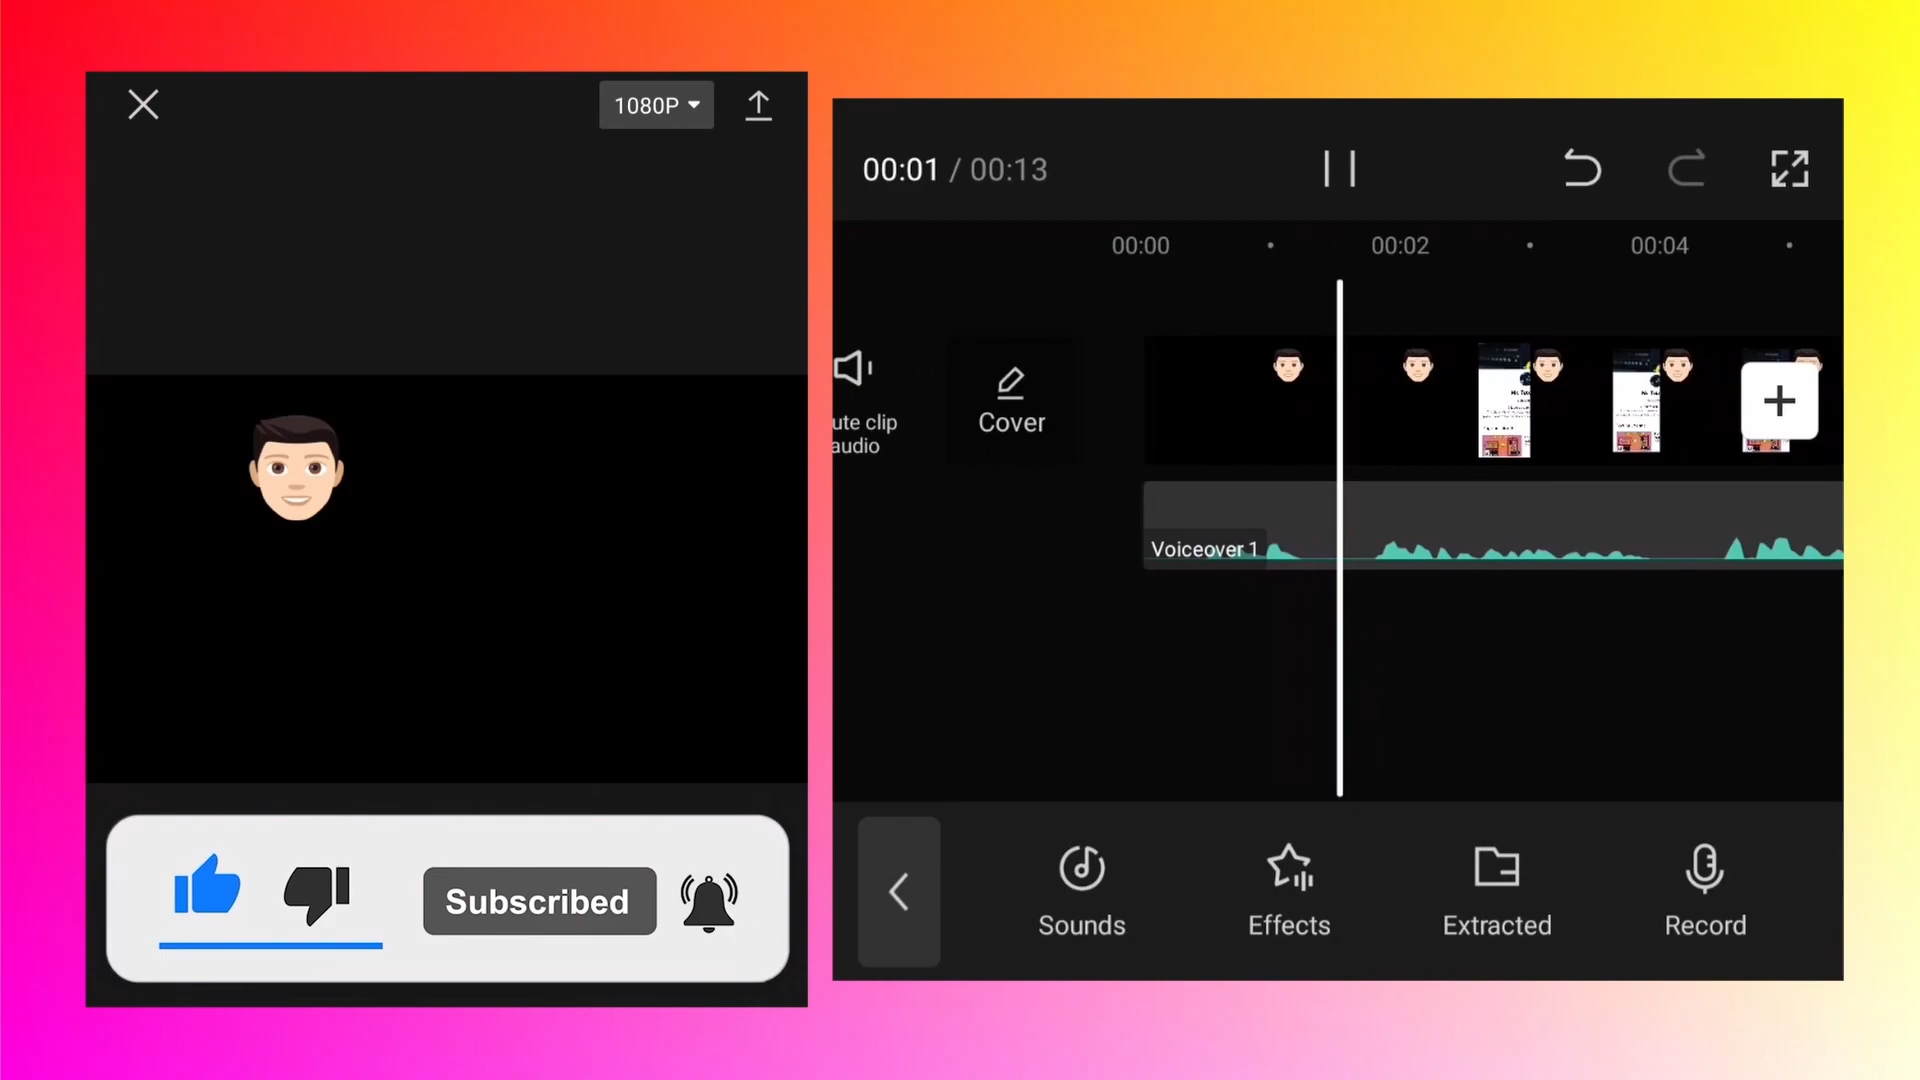 1080P
Subscribed
00:01 / 00:13
00:00
00:02
00:04
ute clip
audio
Cover
Voiceover 1
Sounds
Effects
Extracted
Record